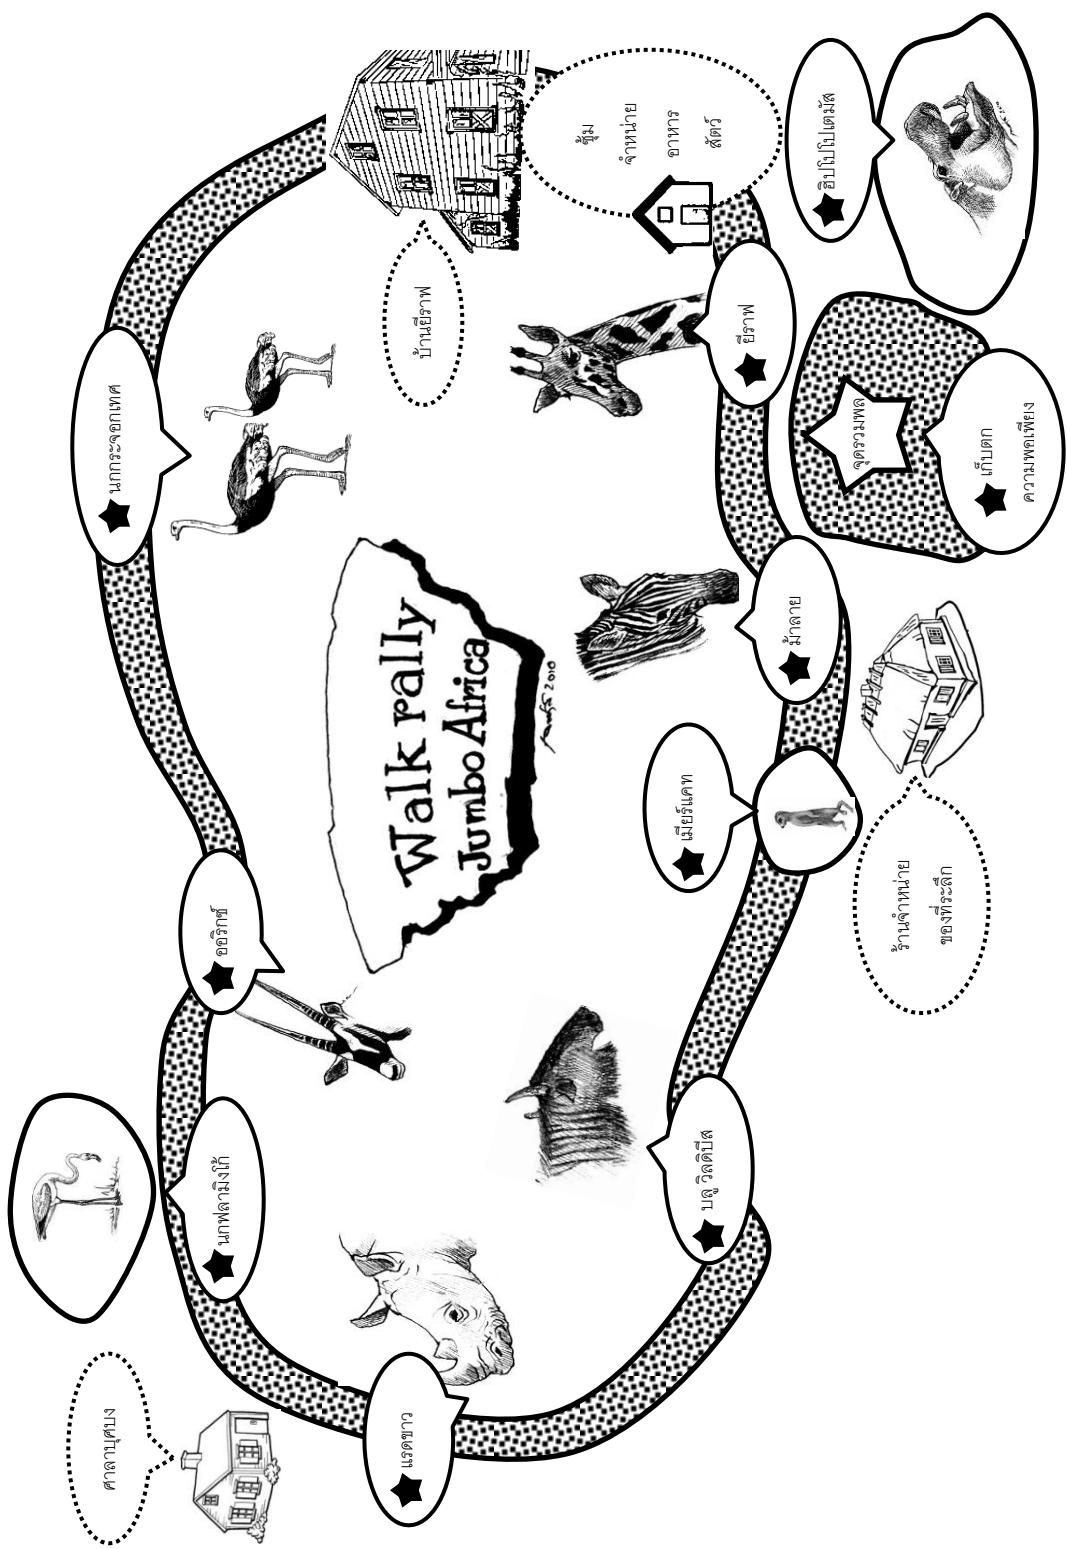 ศาลาบุศบง
นกกระจอกเทศ
นกฟลามิงโก้
ออริกซ์
Walk rally
Jumbo Africa
2010
แรดขาว
บ้านยีราฟ
ซุ้ม
จำหน่าย
อาหาร
สัตว์
บลู วิลดิบีส
เมียร์แคท
ม้าลาย
ยีราฟ
ฮิปโปโปเตมัส
จุดรวมพล
ร้านจำหน่าย
ของที่ระลึก
เก็บตก
ความพอเพียง